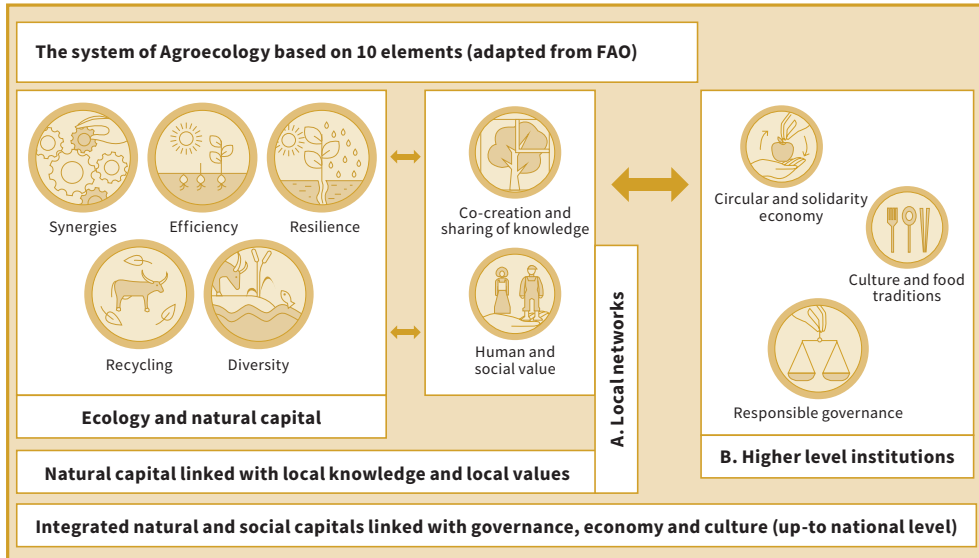 The system of Agroecology based on 10 elements (adapted from FAO)
Synergies
Efficiency
Resilience
Recycling
Diversity
Ecology and natural capital
Co-creation and
sharing of knowledge
Human and
social value
A. Local networks
Natural capital linked with local knowledge and local values
Circular and solidarity
economy
Culture and food
traditions
Responsible governance
B. Higher level institutions
Integrated natural and social capitals linked with governance, economy and culture (up-to national level)